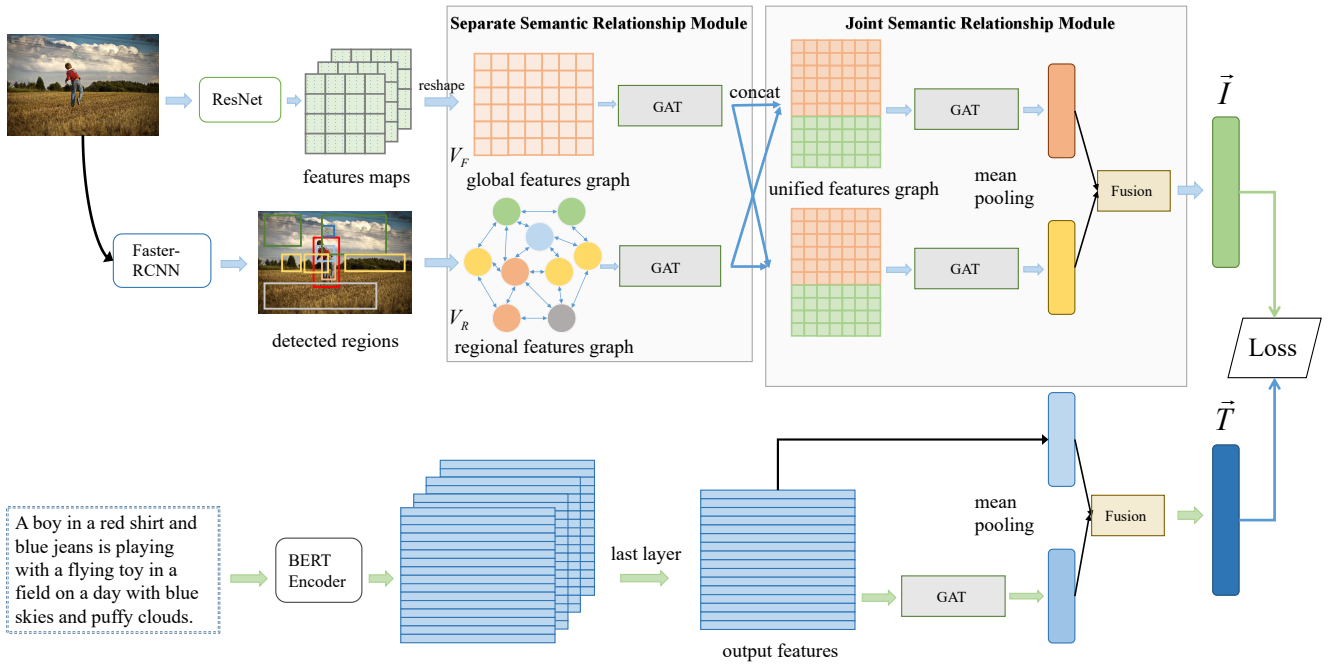 Separate Semantic Relationship Module
Joint Semantic Relationship Module
ResNet
reshape
GAT
concat
GAT
I
V_F
features maps
global features graph
unified features graph
mean
pooling
Fusion
Faster-
RCNN
GAT
GAT
V_R
detected regions
regional features graph
Loss
T
A boy in a red shirt and
blue jeans is playing
with a flying toy in a
field on a day with blue
skies and puffy clouds.
BERT
Encoder
last layer
mean
pooling
Fusion
GAT
output features